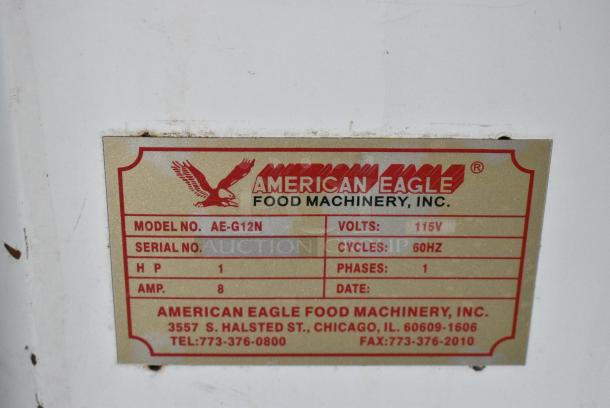 AMERICAN EAGLE ®
FOOD MACHINERY, INC.
MODEL NO. AE-G12N VOLTS: 115V
SERIAL NO. CYCLES: 60HZ
AUCTION
H P 1 PHASES: 1
AMP. 8 DATE:
AMERICAN EAGLE FOOD MACHINERY, INC.
3557 S. HALSTED ST., CHICAGO, IL. 60609-1606
TEL:773-376-0800 FAX:773-376-2010